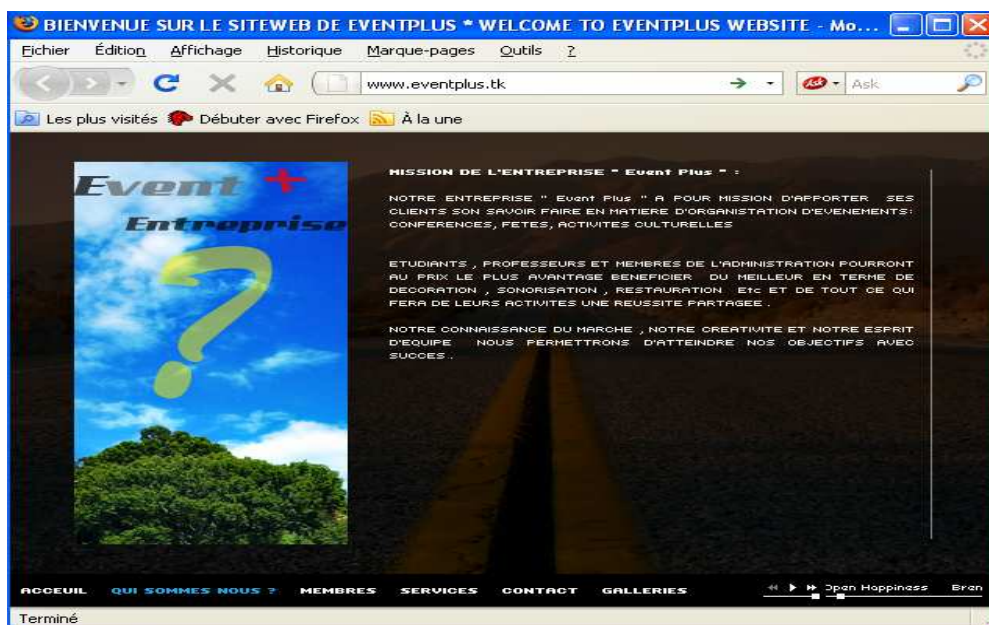 BIENVENUE SUR LE SITEWEB DE EVENTPLUS * WELCOME TO EVENTPLUS WEBSITE - Mo...
Fichier Édition Affichage Historique Marque-pages Outils ?
www.eventplus.tk
Ask
Les plus visités Débuter avec Firefox À la une
Event +
Entreprise
?
MISSION DE L'ENTREPRISE " Event Plus " :
NOTRE ENTREPRISE " Event Plus " A POUR MISSION D'APPORTER SES
CLIENTS SON SAVOIR FAIRE EN MATIERE D'ORGANISTATION D'EVENEMENTS:
CONFERENCES, FETES, ACTIVITES CULTURELLES
ETUDIANTS , PROFESSEURS ET MEMBRES DE L'ADMINISTRATION POURRONT
AU PRIX LE PLUS AVANTAGE BENEFICIER DU MEILLEUR EN TERME DE
DECORATION , SONORISATION , RESTAURATION Etc ET DE TOUT CE QUI
FERA DE LEURS ACTIVITES UNE REUSSITE PARTAGEE .
NOTRE CONNAISSANCE DU MARCHE , NOTRE CREATIVITE ET NOTRE ESPRIT
D'EQUIPE NOUS PERMETTRONS D'ATTEINDRE NOS OBJECTIFS AVEC
SUCCES .
ACCEUIL QUI SOMMES NOUS ? MEMBRES SERVICES CONTACT GALLERIES Open Happiness Bran
Terminé